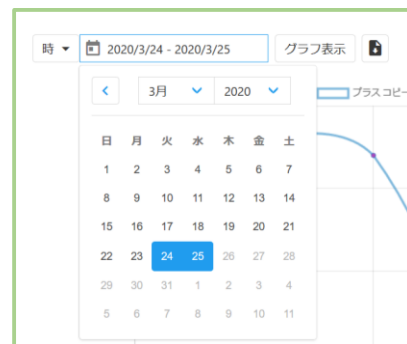 時 2020/3/24 - 2020/3/25 グラフ表示
3月 2020 プラスコピー
日 月 火 水 木 金 土
1 2 3 4 5 6 7
8 9 10 11 12 13 14
15 16 17 18 19 20 21
22 23 24 25 26 27 28
29 30 31 1 2 3 4
5 6 7 8 9 10 11